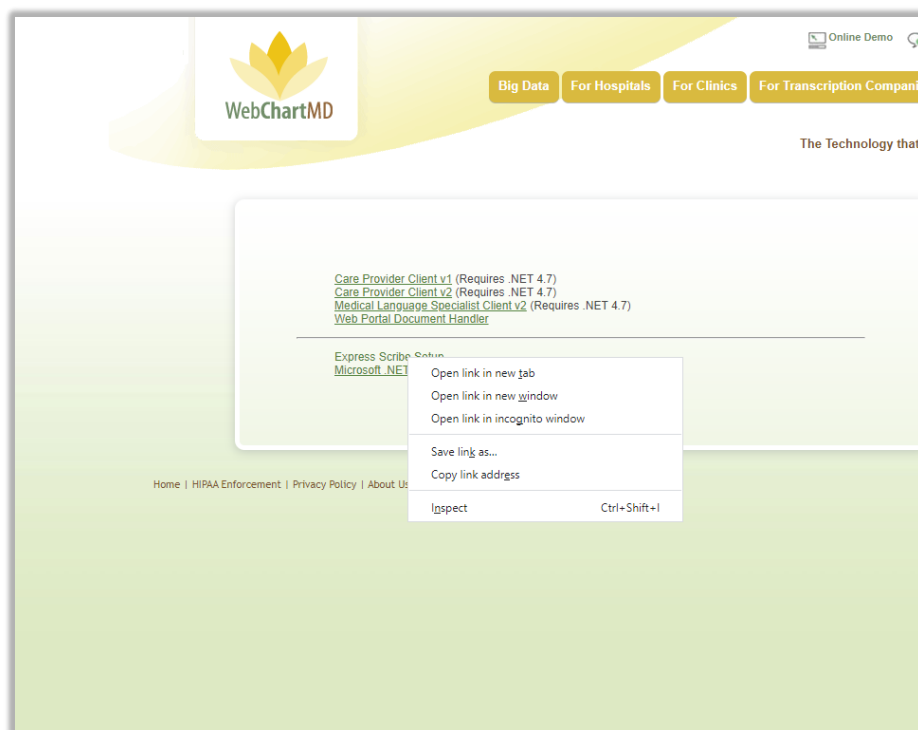 Online Demo
WebChartMD
Big Data
For Hospitals
For Clinics
For Transcription
The Technology that
Care Provider Client v1 (Requires .NET 4.7)
Care Provider Client v2 (Requires .NET 4.7)
Medical Language Specialist Client v2 (Requires .NET 4.7)
Web Portal Document Handler
Express Scribe Setup
Microsoft .NET
Open link in new tab
Open link in new window
Open link in incognito window
Save link as...
Copy link address
Inspect Ctrl+Shift+I
Home | HIPAA Enforcement | Privacy Policy | About Us